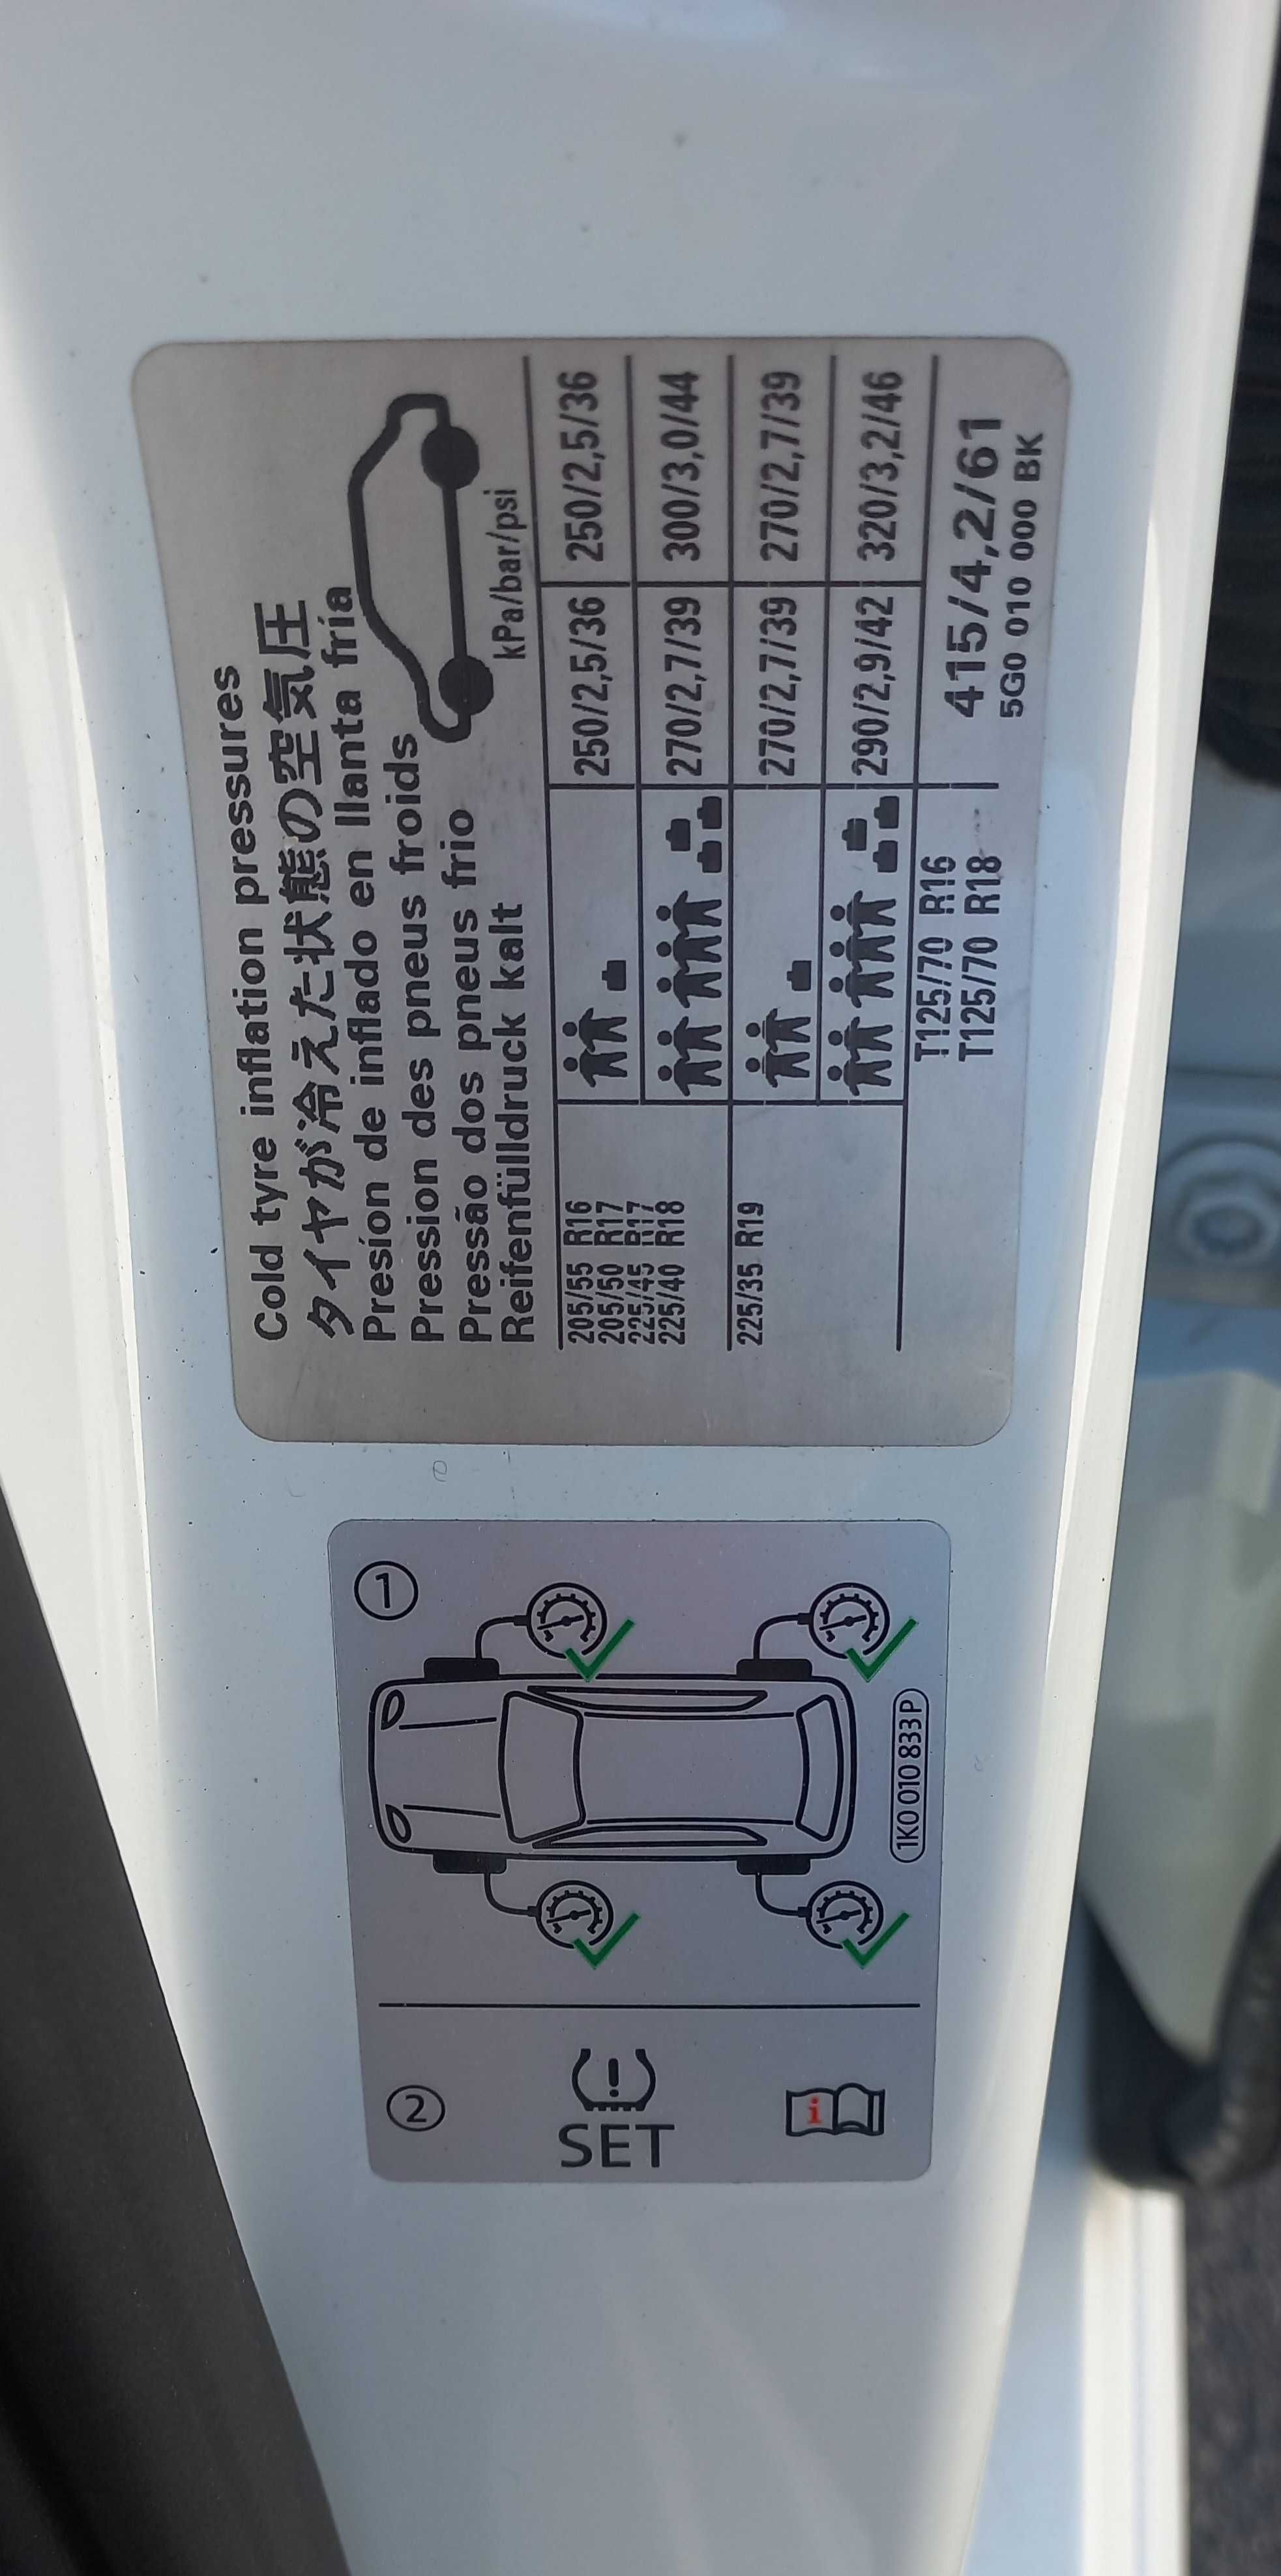 Cold tyre inflation pressures
タイヤが冷えた状態の空気圧
Presión de inflado en llanta fría
Pression des pneus froids
Pressão dos pneus frio
Reifenfülldruck kalt
kPa/bar/psi
205/55 R16
205/50 R17
225/45 R17
225/40 R18
250/2,5/36 250/2,5/36
270/2,7/39 300/3,0/44
225/35 R19
270/2,7/39 270/2,7/39
290/2,9/42 320/3,2/46
T125/70 R16
T125/70 R18
415/4,2/61
5G0 010 000 BK
1
1K0 010 833 P
2
SET
i